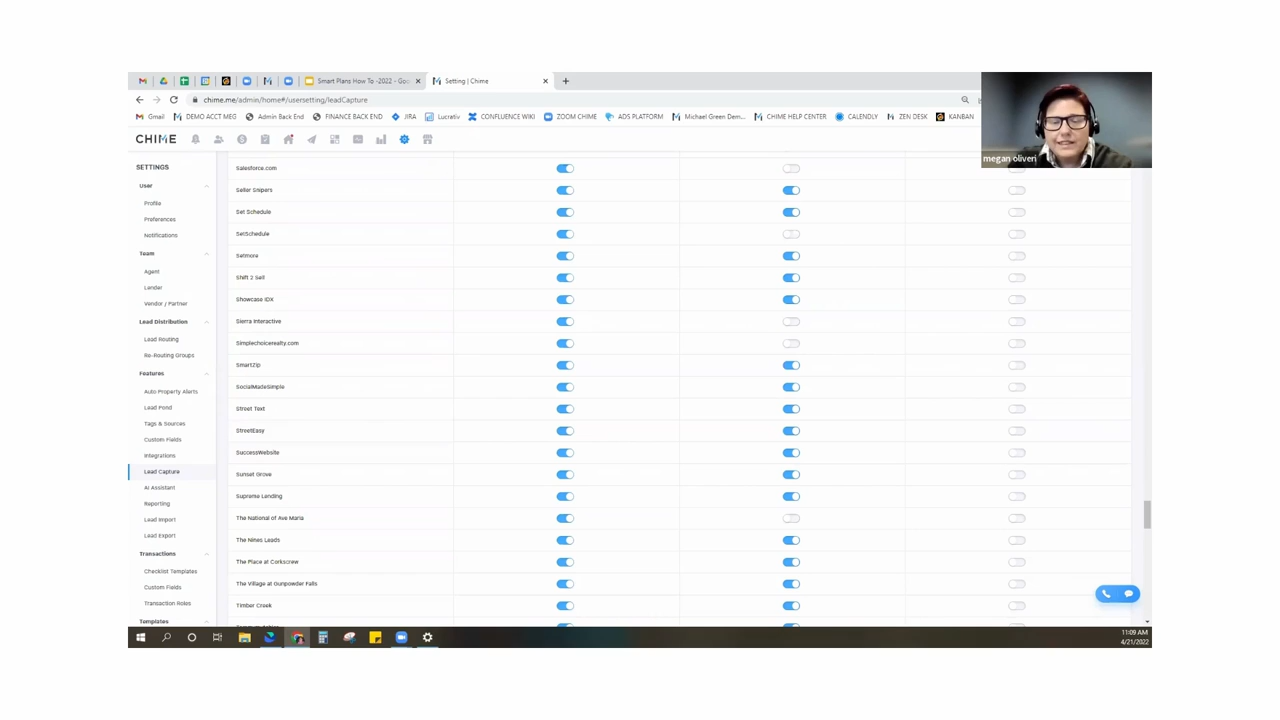 Smart Plans How To -2022 - Goo
Setting | Chime
chime.me/admin/home#/usersetting/leadCapture
Gmail
DEMO ACCT MEG
Admin Back End
FINANCE BACK END
JIRA
Lucrativ
CONFLUENCE WIKI
ZOOM CHIME
ADS PLATFORM
Michael Green Dem...
CHIME HELP CENTER
CALENDLY
ZEN DESK
KANBAN
megan oliveri
CHIME
SETTINGS
User
Profile
Preferences
Notifications
Team
Agent
Lender
Vendor / Partner
Lead Distribution
Lead Routing
Re-Routing Groups
Features
Auto Property Alerts
Lead Pond
Tags & Sources
Custom Fields
Integrations
Lead Capture
AI Assistant
Reporting
Lead Import
Lead Export
Transactions
Checklist Templates
Custom Fields
Transaction Roles
Templates
Salesforce.com
Seller Snipers
Set Schedule
SetSchedule
Setmore
Shift 2 Sell
Showcase IDX
Sierra Interactive
Simplechoicerealty.com
SmartZip
SocialMadeSimple
Street Text
StreetEasy
SuccessWebsite
Sunset Grove
Supreme Lending
The National of Ave Maria
The Nines Leads
The Place at Corkscrew
The Village at Gunpowder Falls
Timber Creek
11:09 AM
4/21/2022